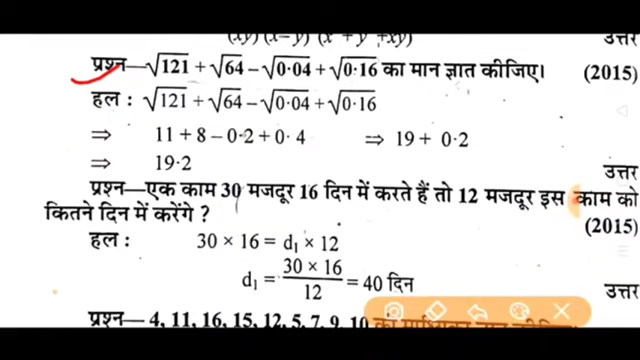 (xy) (x−y) (x + y +xy) उत्तर
प्रश्न—√121 + √64 − √0·04 + √0·16 का मान ज्ञात कीजिए। (2015)
हल : √121 + √64 − √0·04 + √0·16
⇒ 11 + 8 − 0·2 + 0·4 ⇒ 19 + 0·2
⇒ 19·2 उत्तर
प्रश्न— एक काम 30 मजदूर 16 दिन में करते हैं तो 12 मजदूर इस काम को
कितने दिन में करेंगे ? (2015)
हल : 30 × 16 = d₁ × 12
d₁ = 30 × 16 / 12 = 40 दिन उत्तर
प्रश्न— 4, 11, 16, 15, 12, 5, 7, 9, 10 का